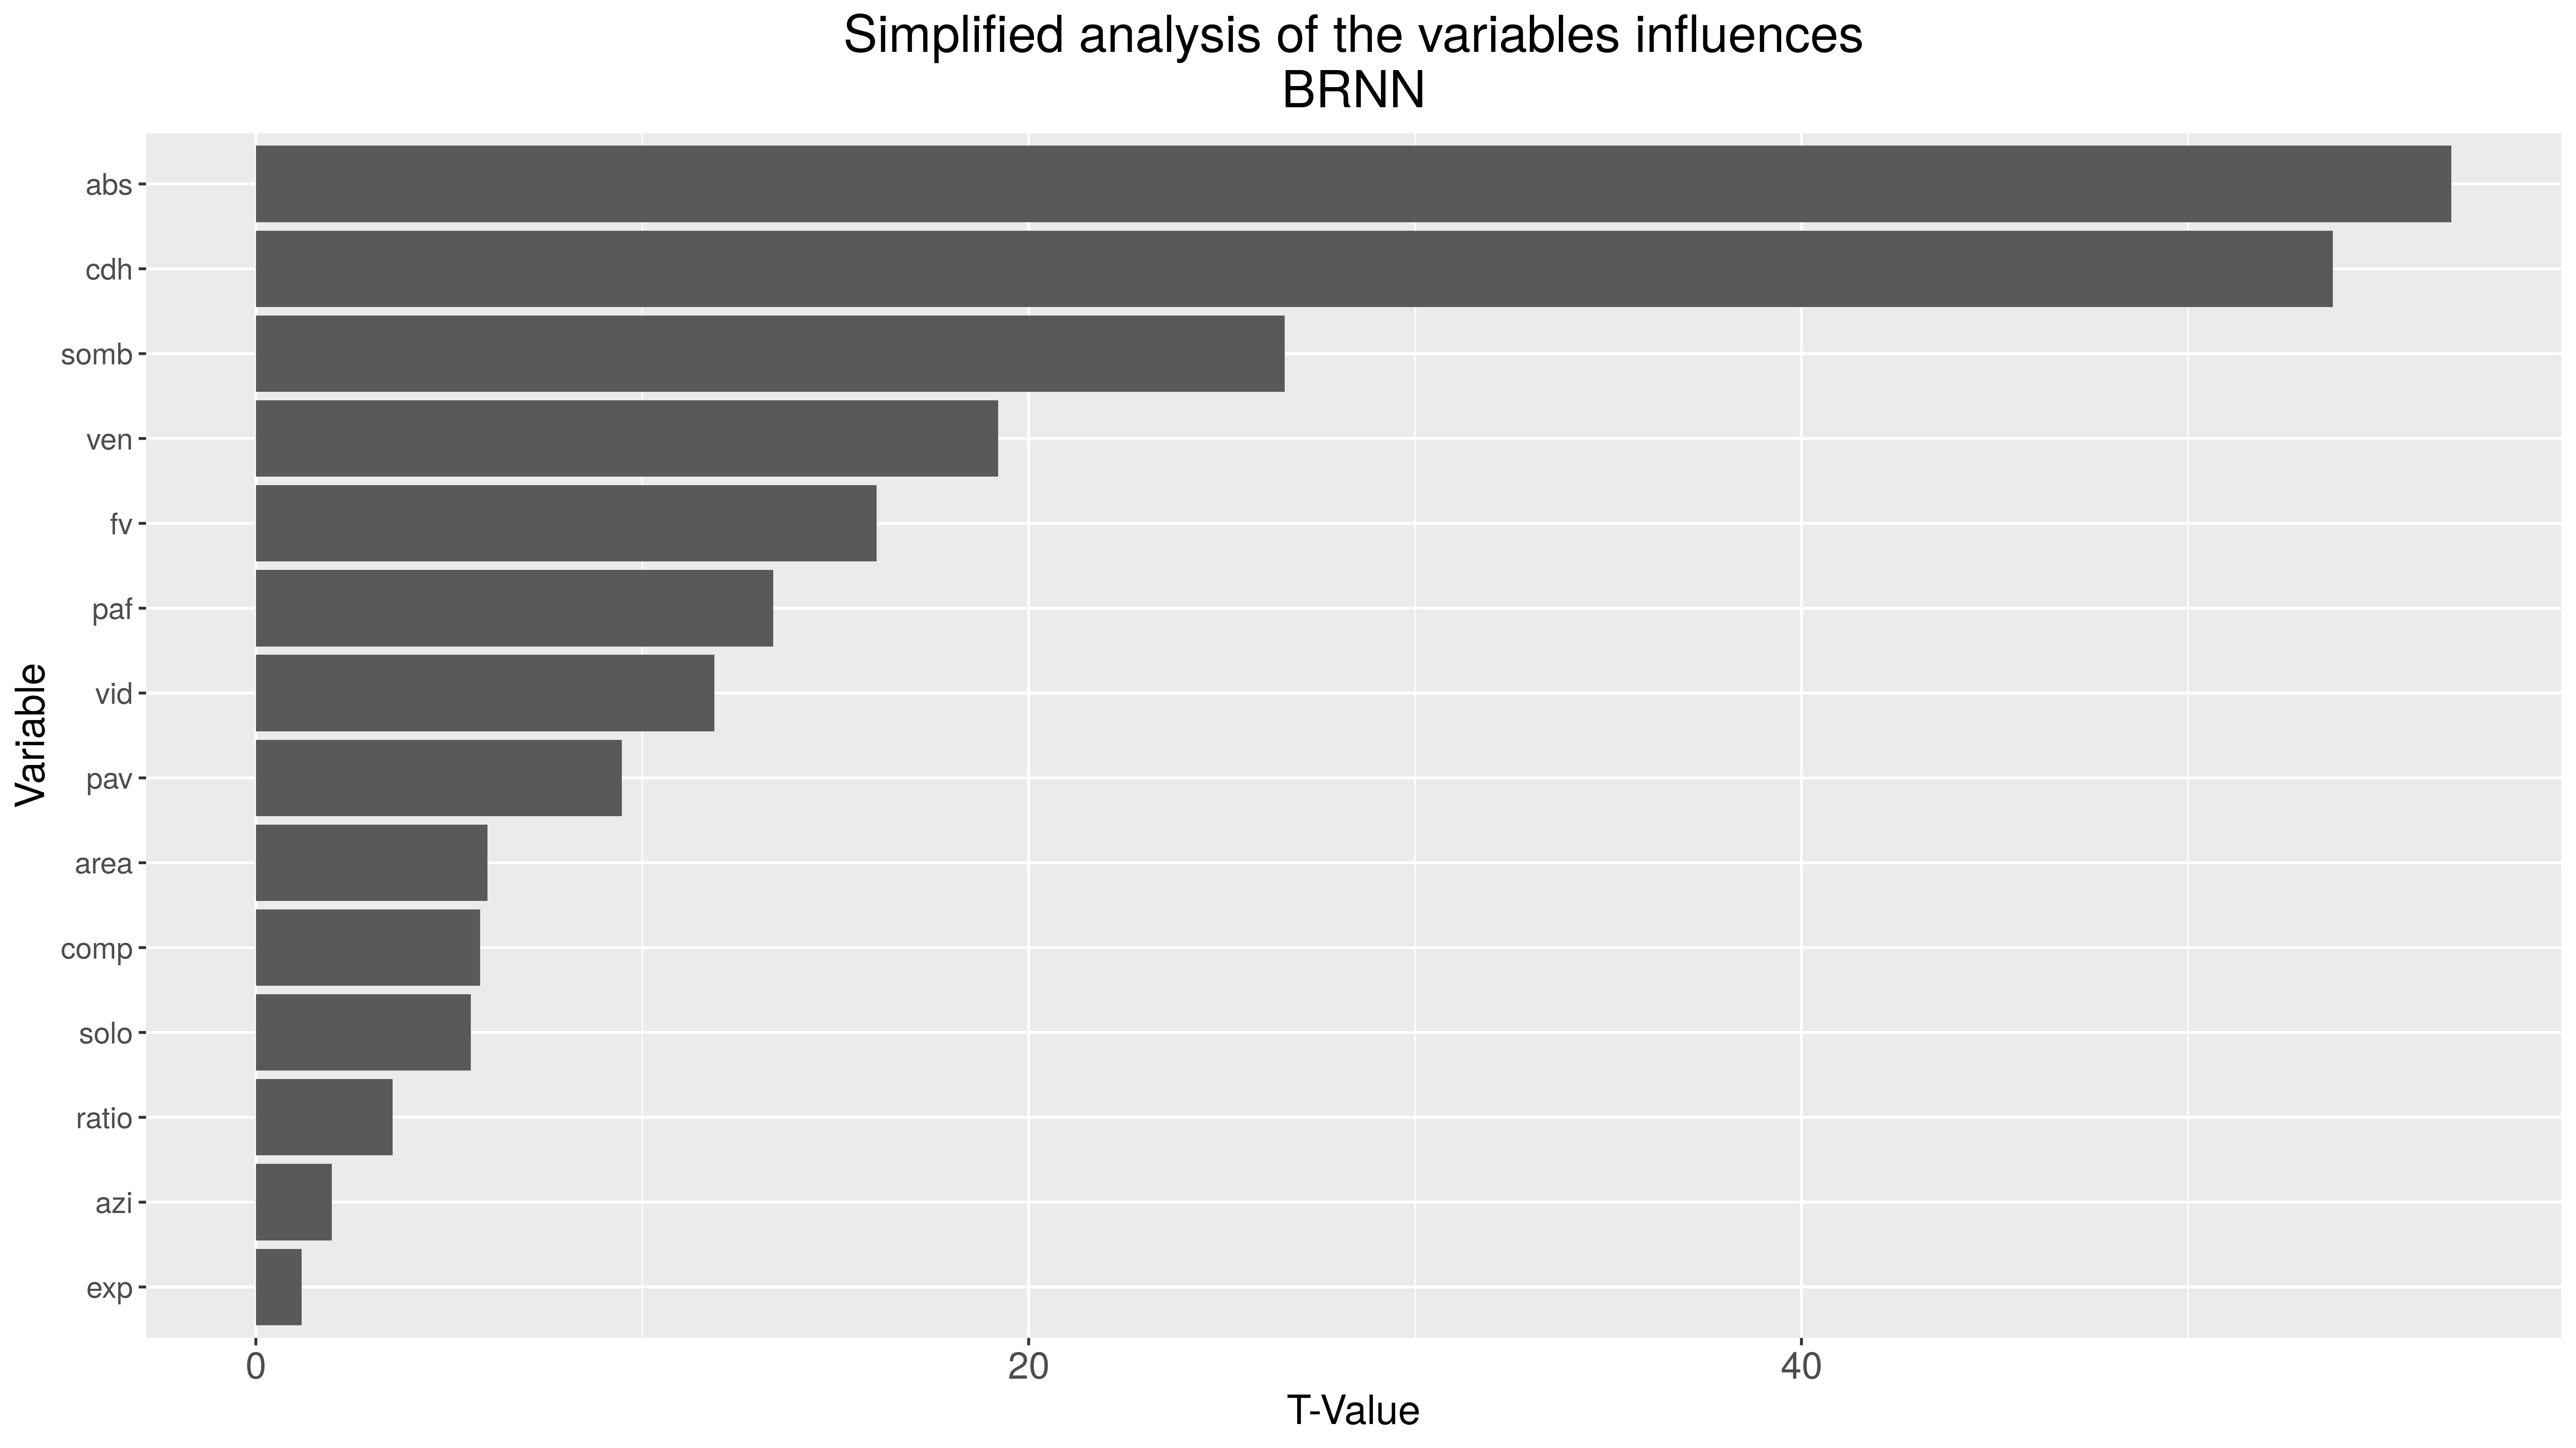 Simplified analysis of the variables influences
BRNN
abs
cdh
somb
ven
fv
paf
vid
pav
area
comp
solo
ratio
azi
exp
Variable
0 20 40
T-Value